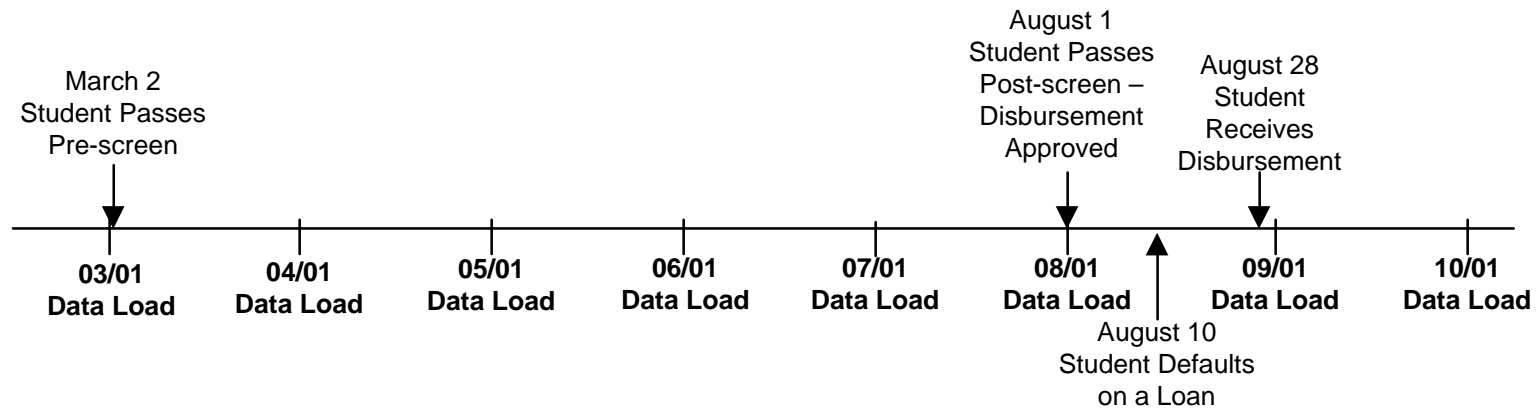 March 2
Student Passes
Pre-screen
August 1
Student Passes
Post-screen –
Disbursement
Approved
August 28
Student
Receives
Disbursement
03/01
Data Load
04/01
Data Load
05/01
Data Load
06/01
Data Load
07/01
Data Load
08/01
Data Load
09/01
Data Load
10/01
Data Load
August 10
Student Defaults
on a Loan